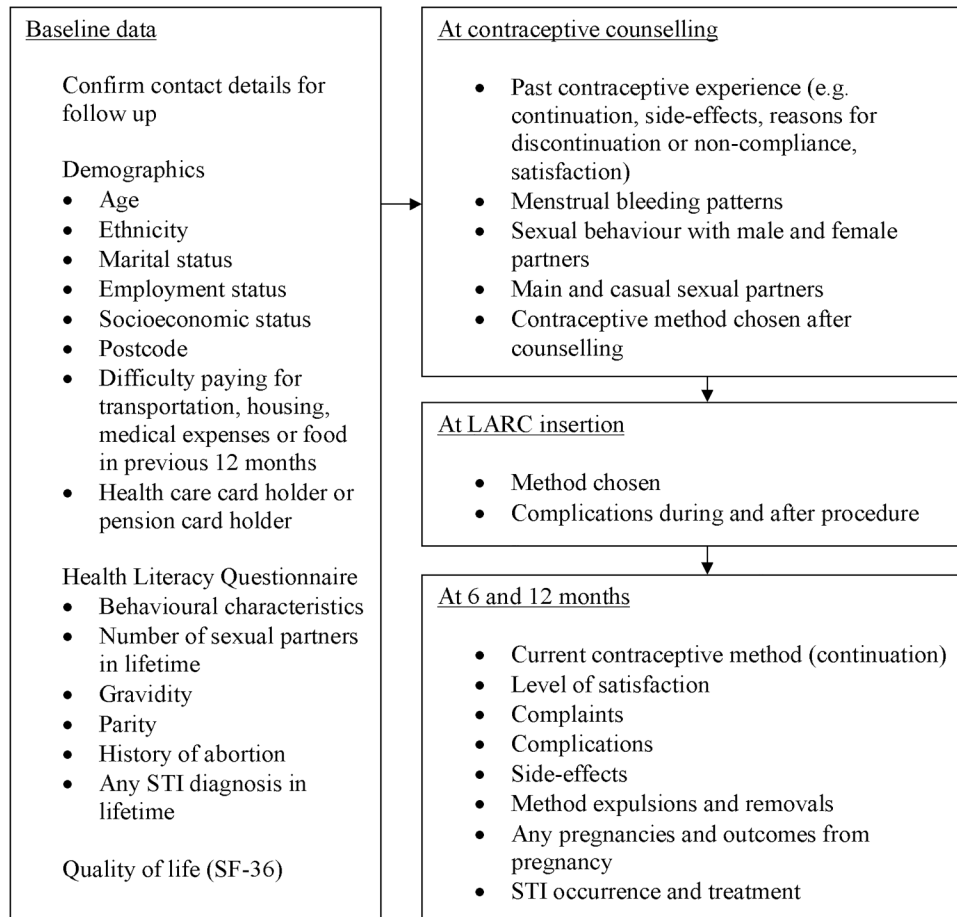 Baseline data
Confirm contact details for
follow up
Demographics
• Age
• Ethnicity
• Marital status
• Employment status
• Socioeconomic status
• Postcode
• Difficulty paying for
transportation, housing,
medical expenses or food
in previous 12 months
• Health care card holder or
pension card holder
Health Literacy Questionnaire
• Behavioural characteristics
• Number of sexual partners
in lifetime
• Gravidity
• Parity
• History of abortion
• Any STI diagnosis in
lifetime
Quality of life (SF-36)
At contraceptive counselling
• Past contraceptive experience (e.g.
continuation, side-effects, reasons for
discontinuation or non-compliance,
satisfaction)
• Menstrual bleeding patterns
• Sexual behaviour with male and female
partners
• Main and casual sexual partners
• Contraceptive method chosen after
counselling
At LARC insertion
• Method chosen
• Complications during and after procedure
At 6 and 12 months
• Current contraceptive method (continuation)
• Level of satisfaction
• Complaints
• Complications
• Side-effects
• Method expulsions and removals
• Any pregnancies and outcomes from
pregnancy
• STI occurrence and treatment